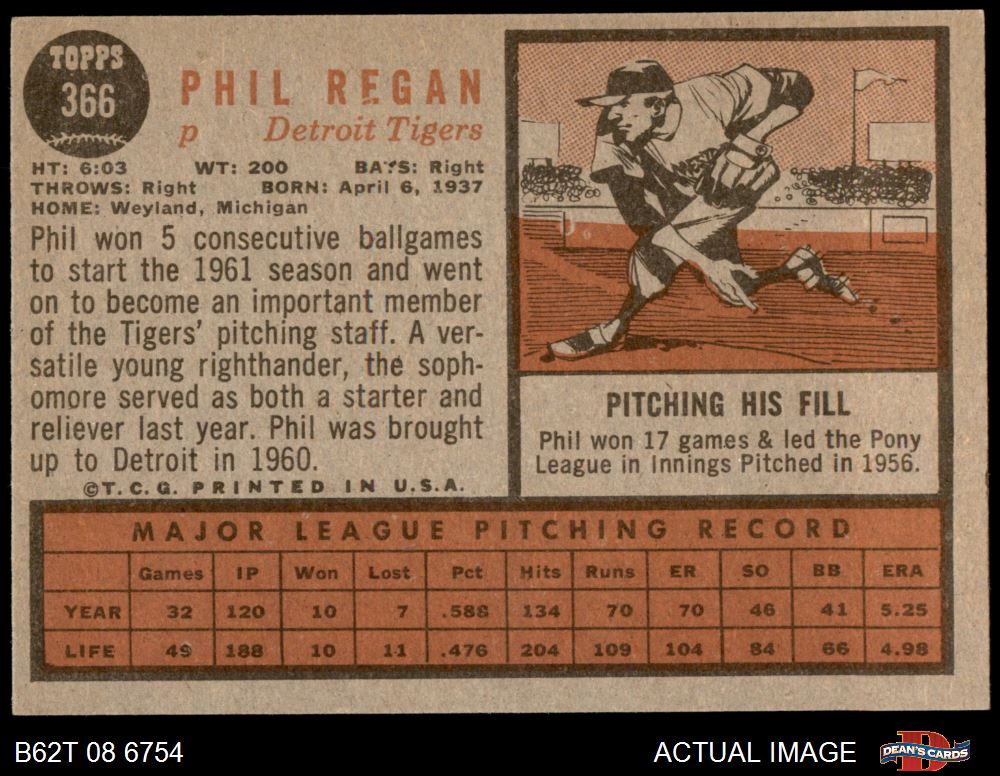 TOPPS
366
PHIL REGAN
p Detroit Tigers
HT: 6:03 WT: 200 BATS: Right
THROWS: Right BORN: April 6, 1937
HOME: Weyland, Michigan
Phil won 5 consecutive ballgames
to start the 1961 season and went
on to become an important member
of the Tigers' pitching staff. A ver-
satile young righthander, the soph-
omore served as both a starter and
reliever last year. Phil was brought
up to Detroit in 1960.
©T.C.G. PRINTED IN U.S.A.
PITCHING HIS FILL
Phil won 17 games & led the Pony
League in Innings Pitched in 1956.
MAJOR LEAGUE PITCHING RECORD
Games IP Won Lost Pct Hits Runs ER SO BB ERA
YEAR 32 120 10 7 .588 134 70 70 46 41 5.25
LIFE 49 188 10 11 .476 204 109 104 84 66 4.98
B62T 08 6754
ACTUAL IMAGE
D
DEAN'S CARDS